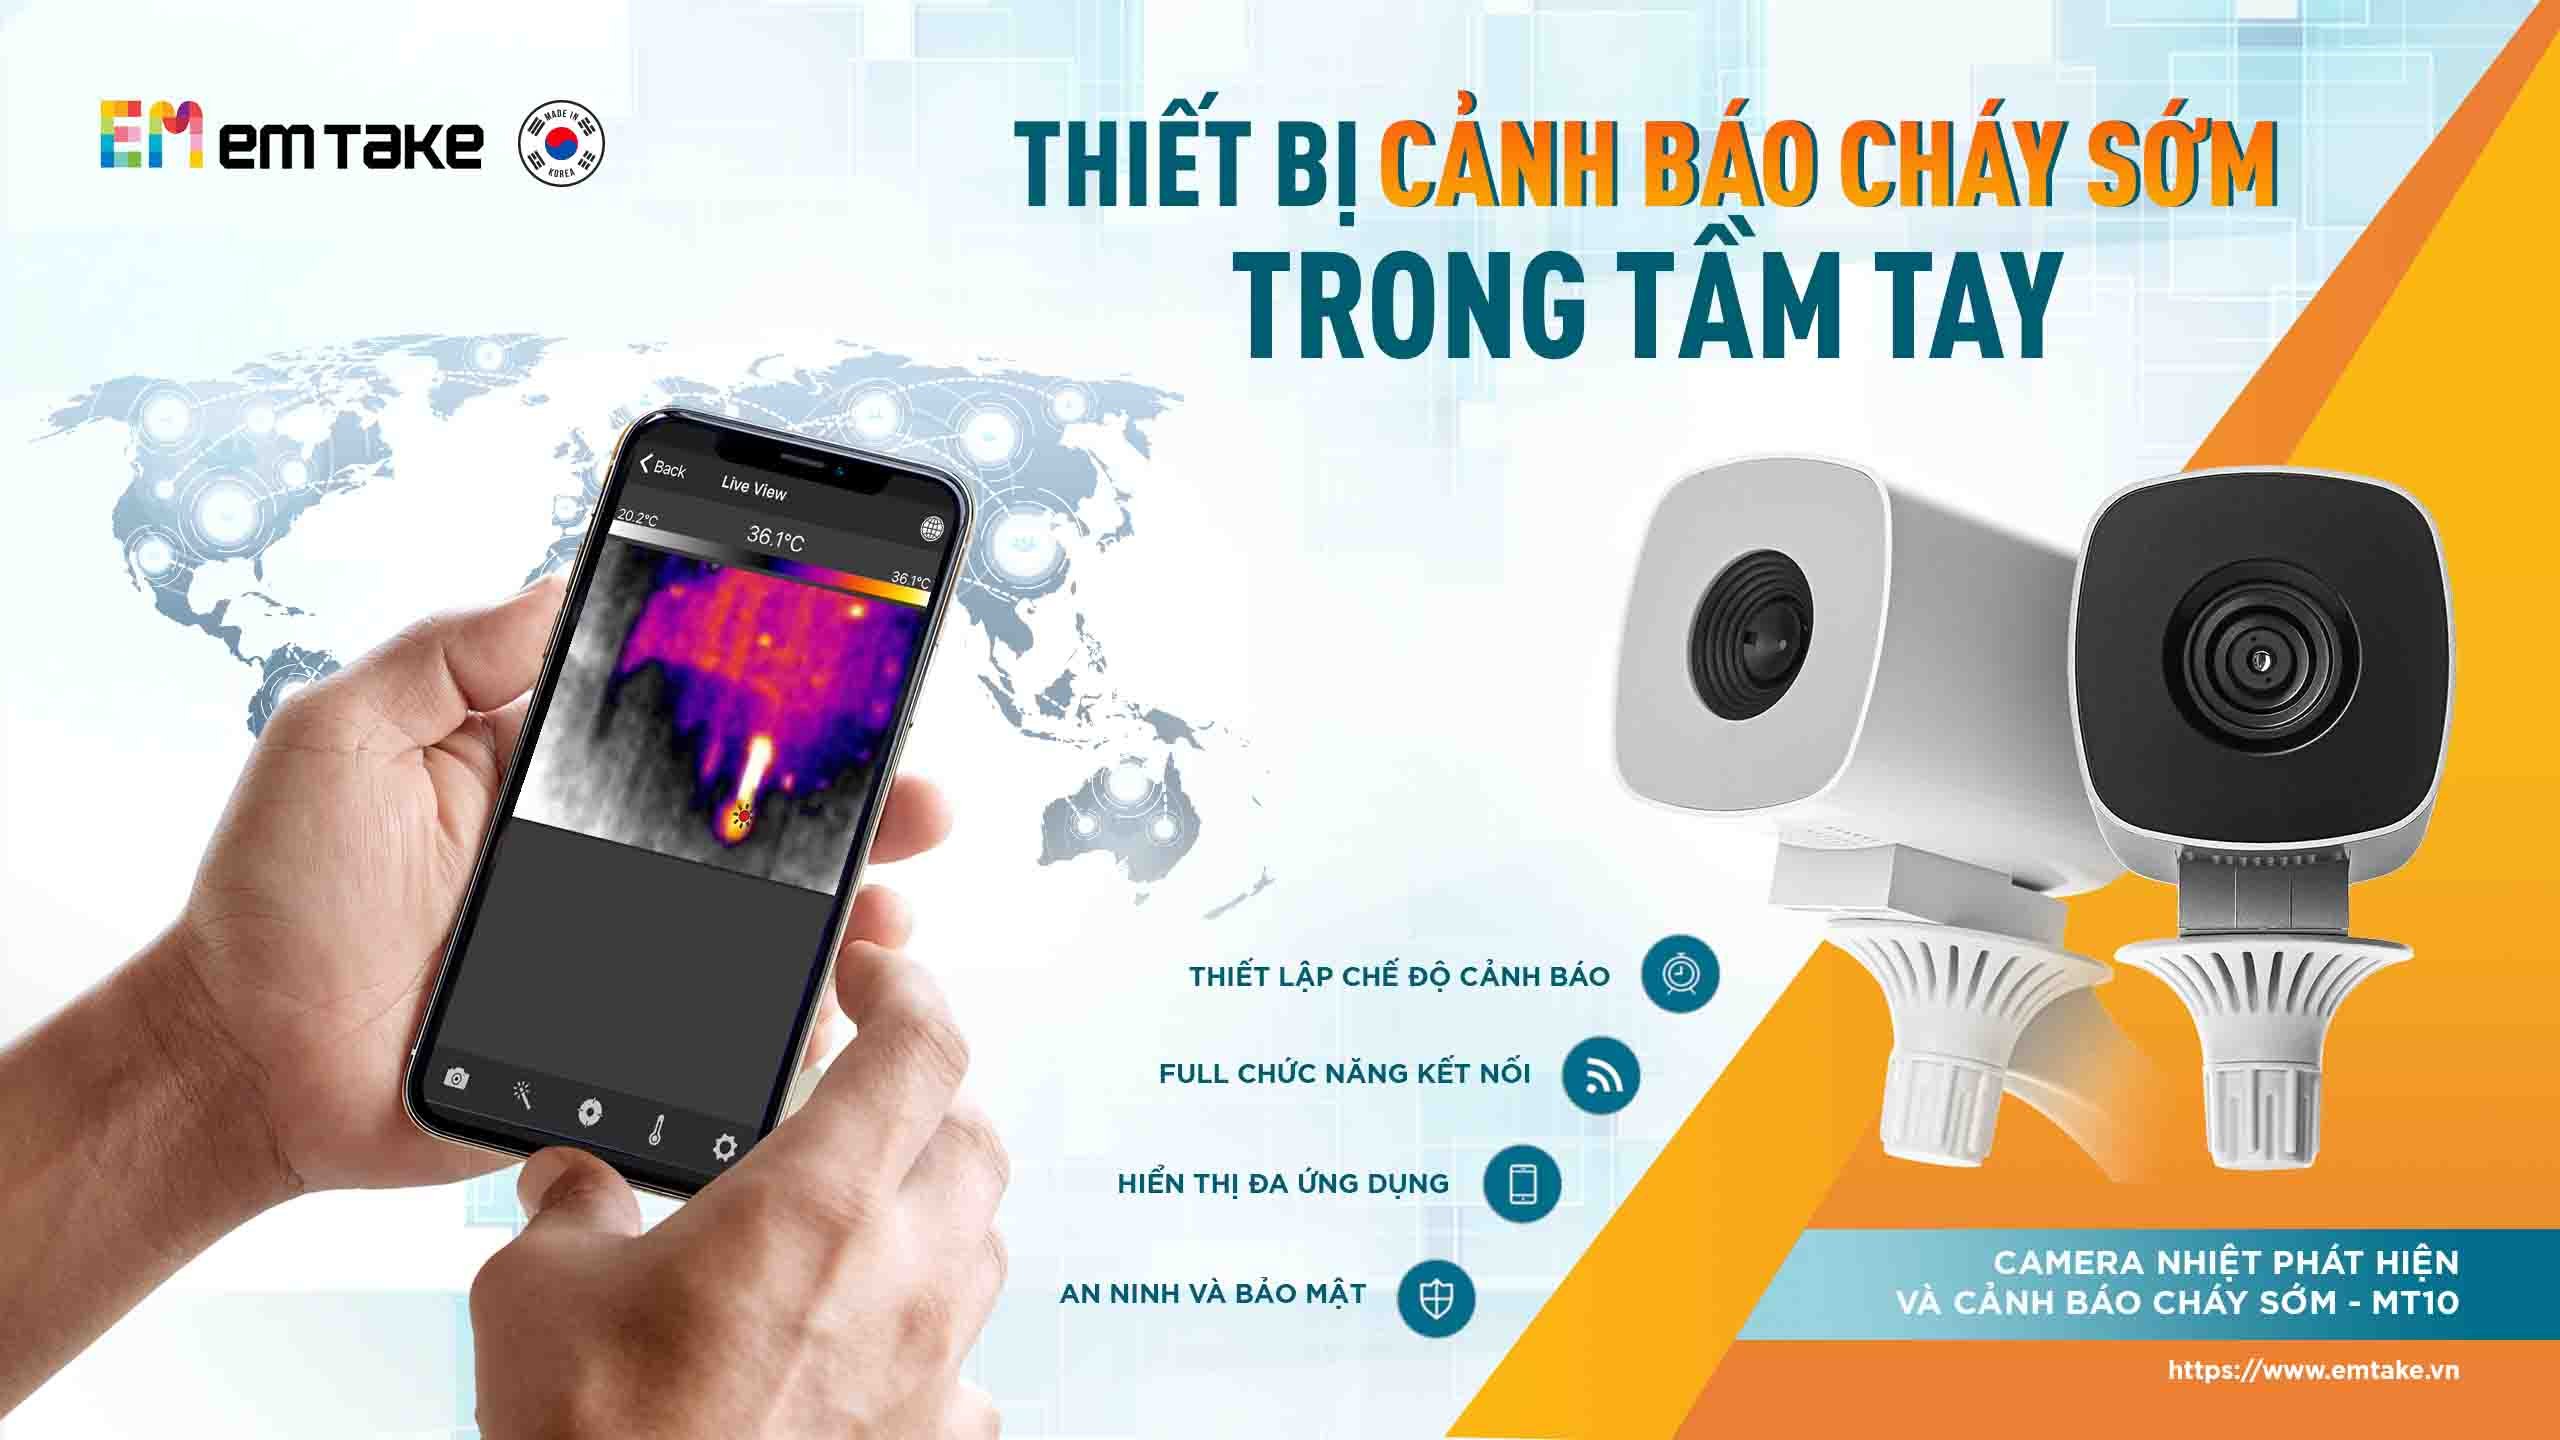 EM emTaKe
MADE IN
KOREA
THIẾT BỊ CẢNH BÁO CHÁY SỚM
TRONG TẦM TAY
Back
Live View
20.2°C
36.1°C
36.1°C
THIẾT LẬP CHẾ ĐỘ CẢNH BÁO
FULL CHỨC NĂNG KẾT NỐI
HIỂN THỊ ĐA ỨNG DỤNG
AN NINH VÀ BẢO MẬT
CAMERA NHIỆT PHÁT HIỆN
VÀ CẢNH BÁO CHÁY SỚM - MT10
https://www.emtake.vn